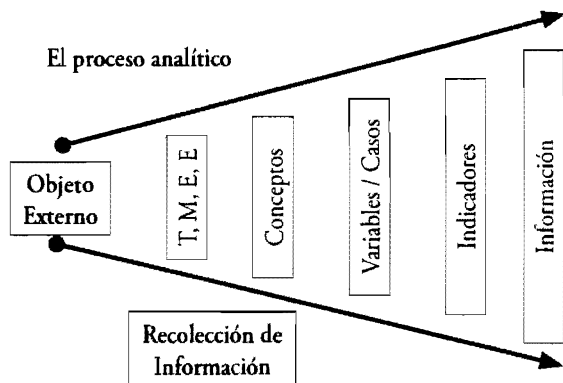 El proceso analítico
Objeto
Externo
T, M, E, E
Conceptos
Variables / Casos
Indicadores
Información
Recolección de
Información